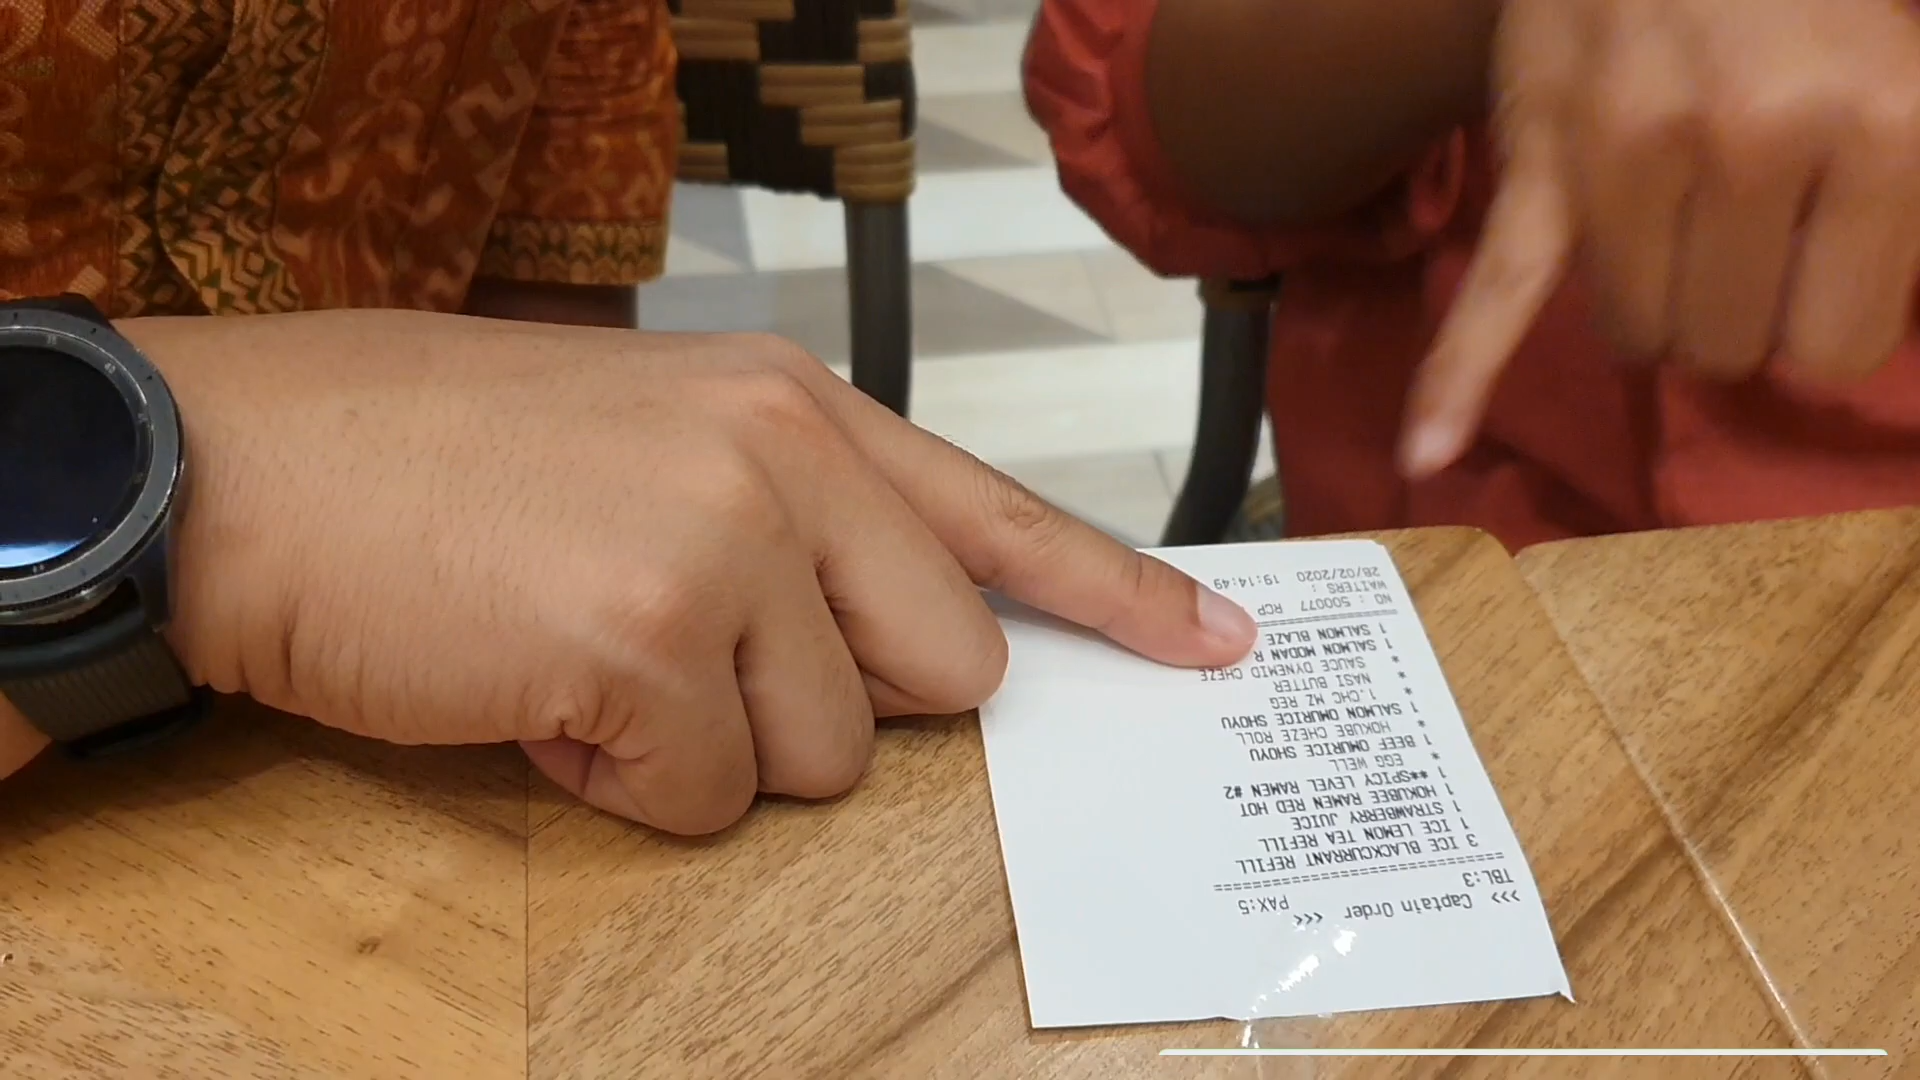 >>> Captain Order <<<
TBL:3 PAX:5
==============================
3 ICE BLACKCURRANT REFILL
1 ICE LEMON TEA REFILL
1 STRAWBERRY JUICE
1 HOKUBEE RAMEN RED HOT
1 **SPICY LEVEL RAMEN #2
* EGG WELL
1 BEEF OMURICE SHOYU
* HOKUBE CHEZE ROLL
1 SALMON OMURICE SHOYU
* 1.CHC MZ REG
* NASI BUTTER
* SAUCE DYNEMID CHEZE
1 SALMON MODAN R
1 SALMON BLAZE
==============================
NO : 500077 RCP
WAITERS :
28/02/2020 19:14:49